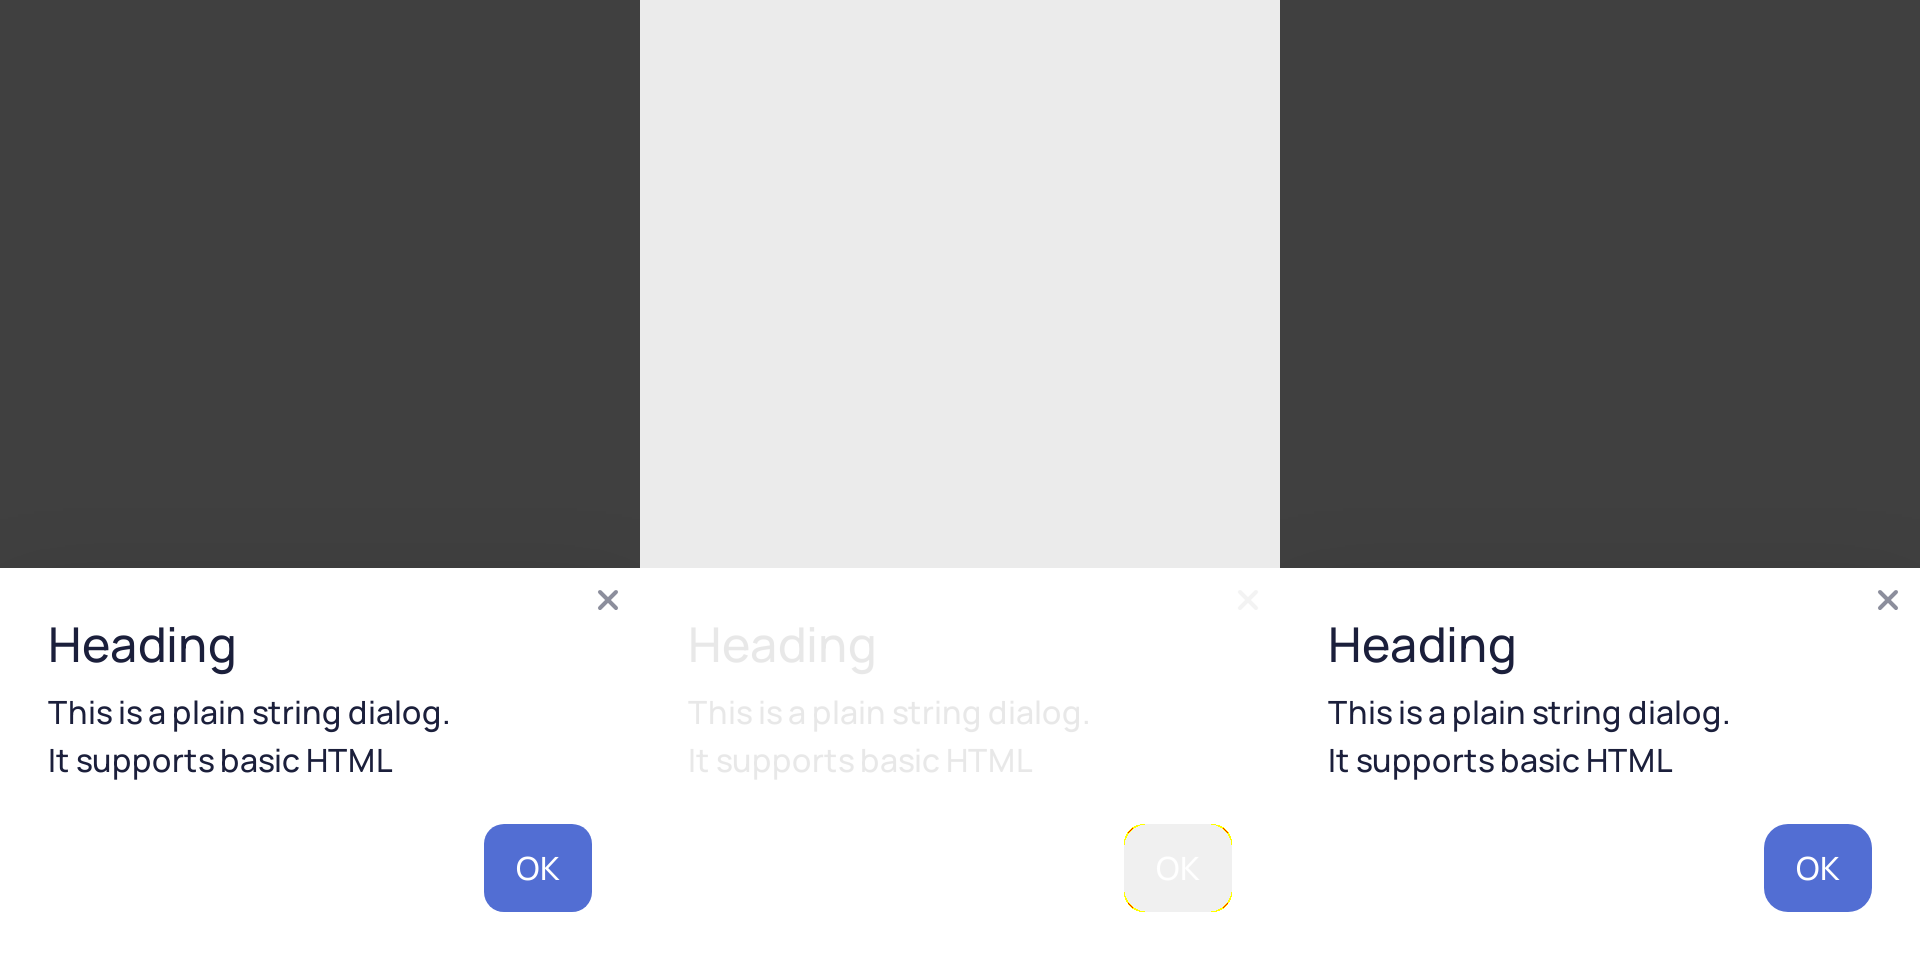 Heading
This is a plain string dialog.
It supports basic HTML
OK
Heading
This is a plain string dialog.
It supports basic HTML
OK
Heading
This is a plain string dialog.
It supports basic HTML
OK